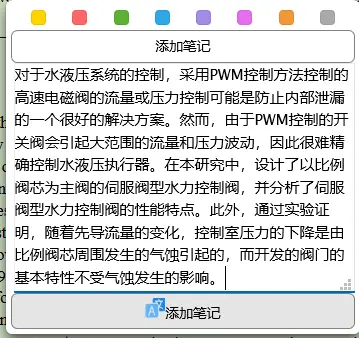 添加笔记
对于水液压系统的控制，采用PWM控制方法控制的
高速电磁阀的流量或压力控制可能是防止内部泄漏
的一个很好的解决方案。然而，由于PWM控制的开
关阀会引起大范围的流量和压力波动，因此很难精
确控制水液压执行器。在本研究中，设计了以比例
阀芯为主阀的伺服阀型水力控制阀，并分析了伺服
阀型水力控制阀的性能特点。此外，通过实验证
明，随着先导流量的变化，控制室压力的下降是由
比例阀芯周围发生的气蚀引起的，而开发的阀门的
基本特性不受气蚀发生的影响。
添加笔记